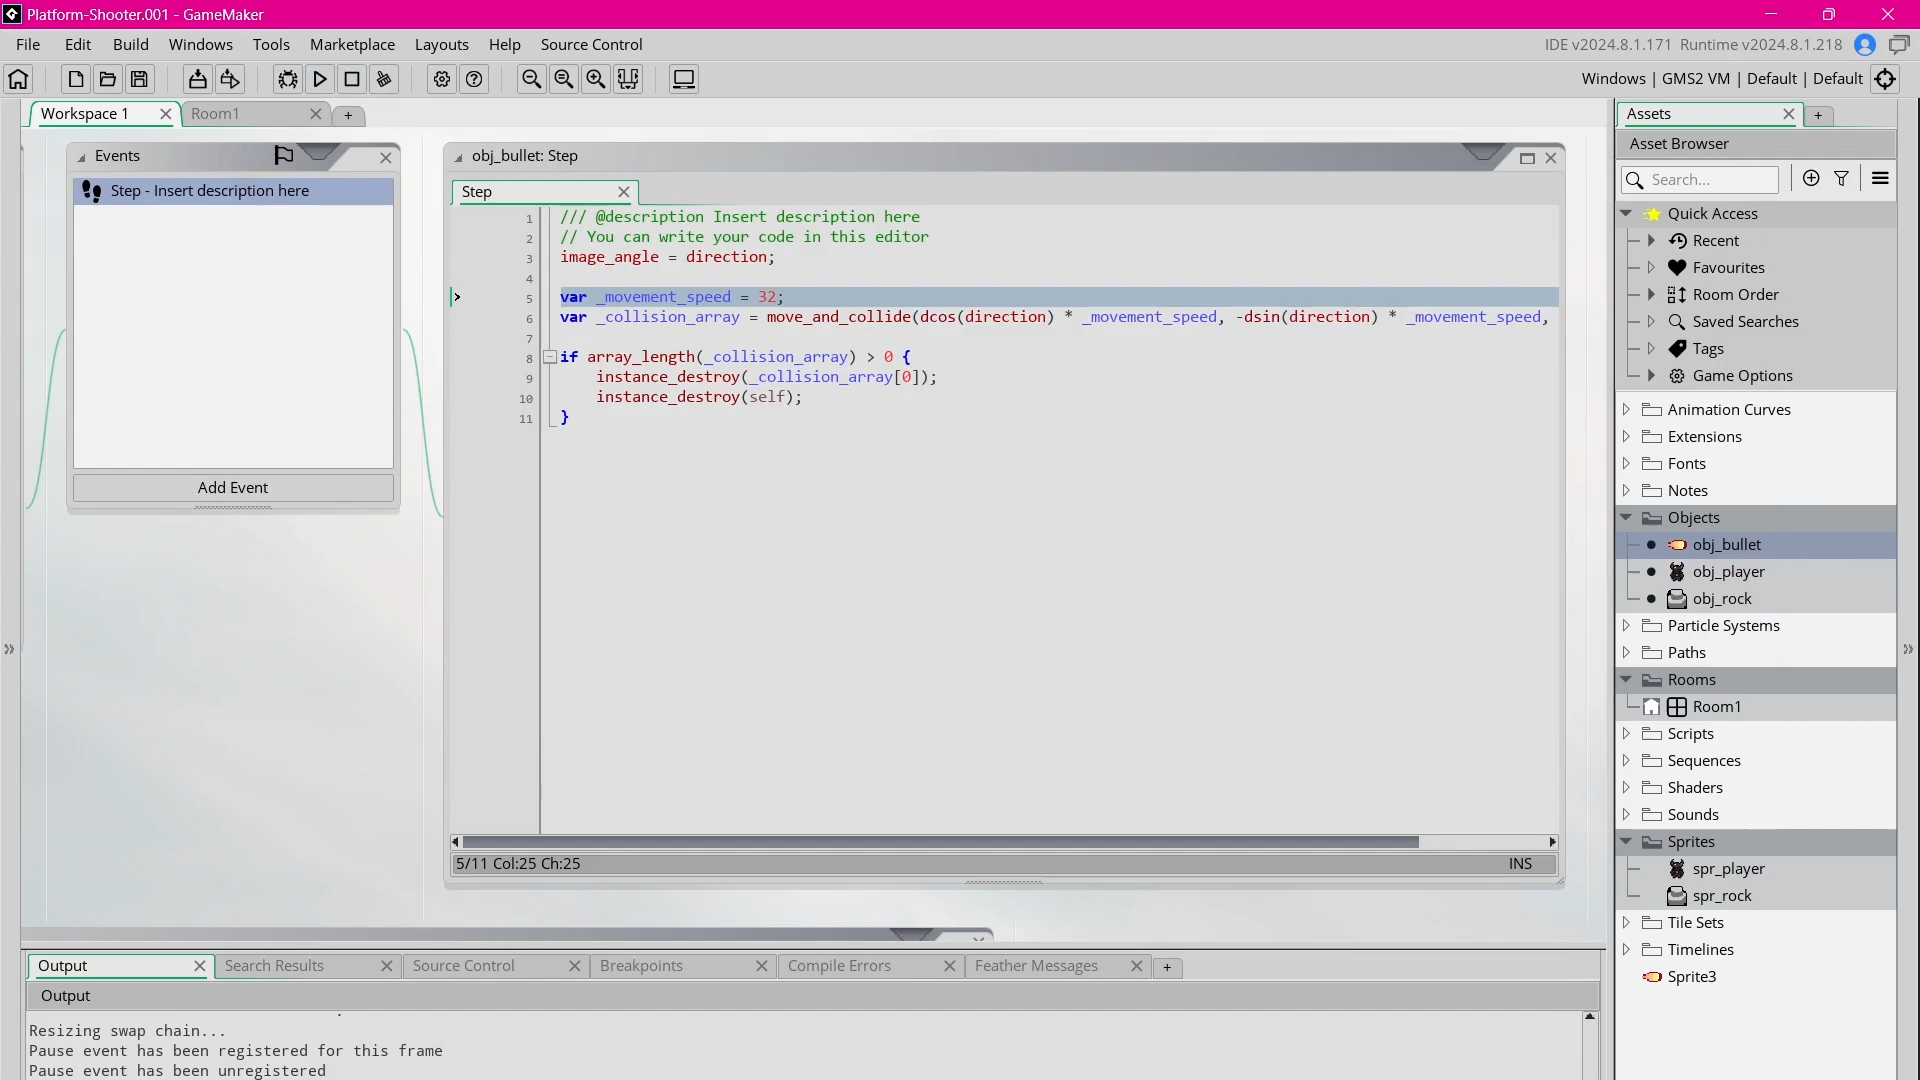 Platform-Shooter.001 - GameMaker
File Edit Build Windows Tools Marketplace Layouts Help Source Control
IDE v2024.8.1.171 Runtime v2024.8.1.218
Windows | GMS2 VM | Default | Default
Workspace 1
Room1
+
Events
Step - Insert description here
Add Event
obj_bullet: Step
Step
1 /// @description Insert description here
2 // You can write your code in this editor
3 image_angle = direction;
4
5 var _movement_speed = 32;
6 var _collision_array = move_and_collide(dcos(direction) * _movement_speed, -dsin(direction) * _movement_speed,
7
8 if array_length(_collision_array) > 0 {
9 instance_destroy(_collision_array[0]);
10 instance_destroy(self);
11 }
5/11 Col:25 Ch:25
INS
Assets
+
Asset Browser
Search...
Quick Access
Recent
Favourites
Room Order
Saved Searches
Tags
Game Options
Animation Curves
Extensions
Fonts
Notes
Objects
obj_bullet
obj_player
obj_rock
Particle Systems
Paths
Rooms
Room1
Scripts
Sequences
Shaders
Sounds
Sprites
spr_player
spr_rock
Tile Sets
Timelines
Sprite3
Output
Search Results
Source Control
Breakpoints
Compile Errors
Feather Messages
+
Output
Resizing swap chain...
Pause event has been registered for this frame
Pause event has been unregistered